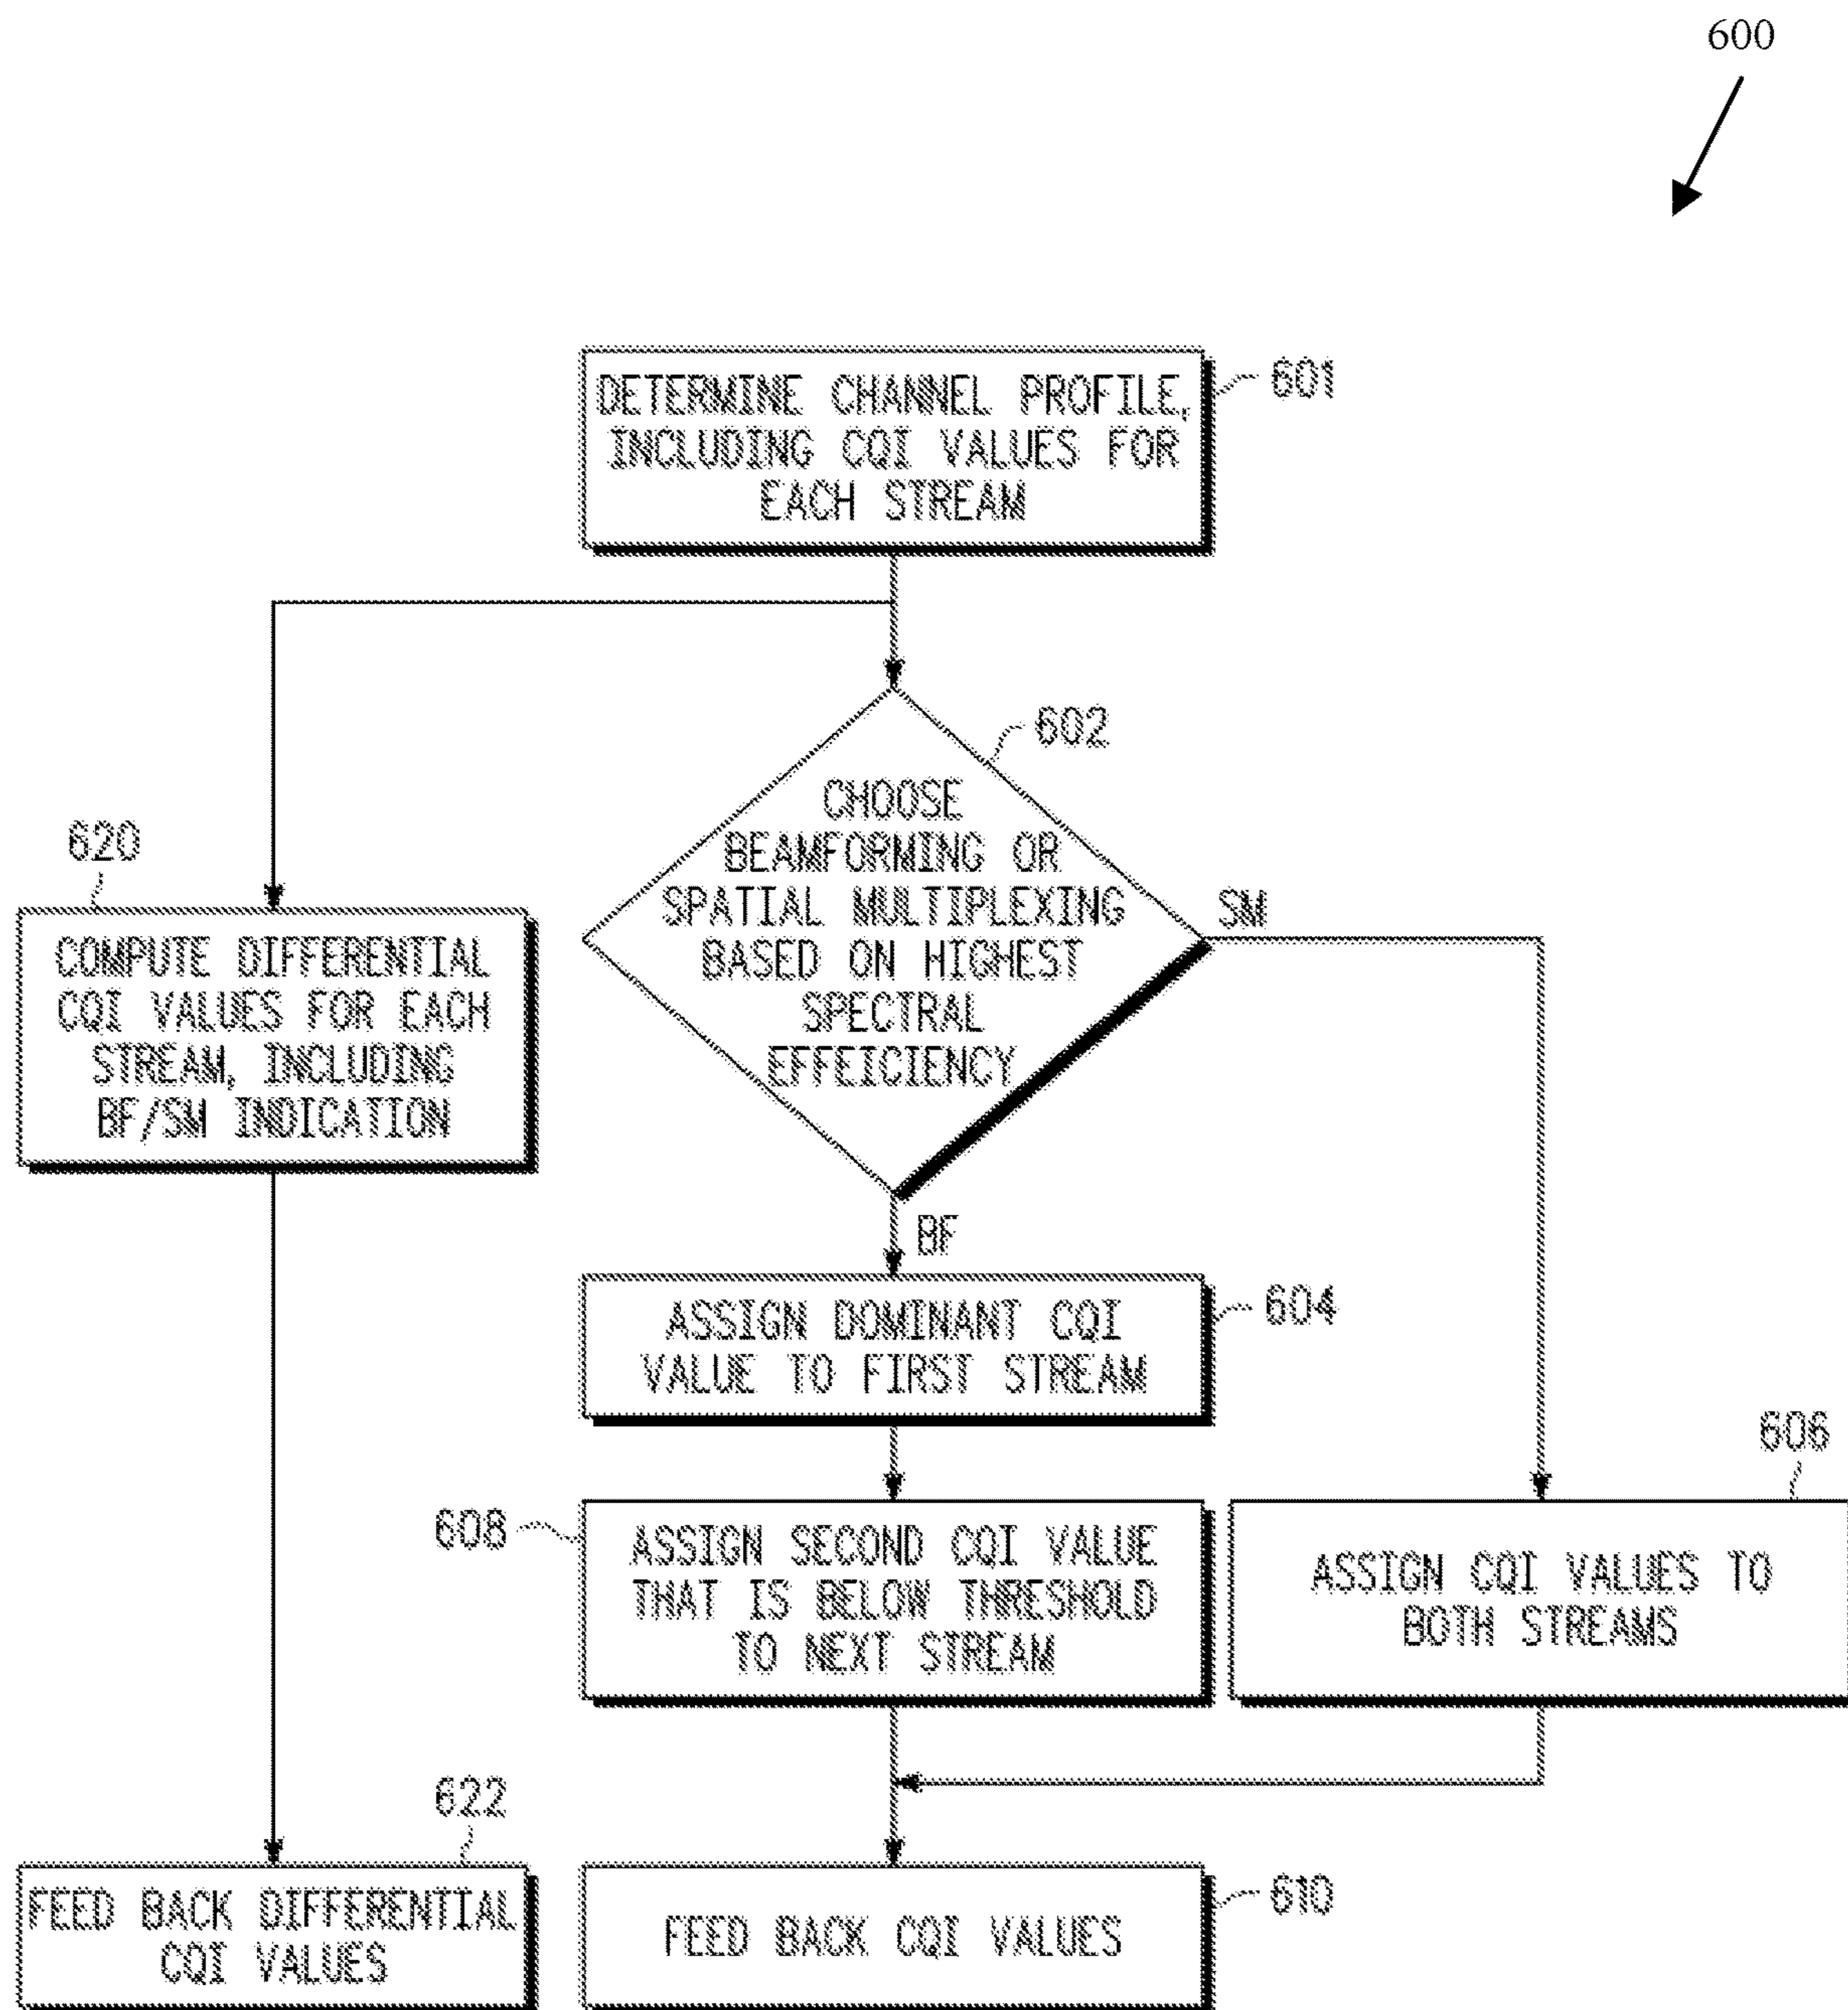 600
DETERMINE CHANNEL PROFILE,
INCLUDING CQI VALUES FOR
EACH STREAM
601
602
CHOOSE
BEAMFORMING OR
SPATIAL MULTIPLEXING
BASED ON HIGHEST
SPECTRAL
EFFEICIENCY
SM
BF
620
COMPUTE DIFFERENTIAL
CQI VALUES FOR EACH
STREAM, INCLUDING
BF/SM INDICATION
ASSIGN DOMINANT CQI
VALUE TO FIRST STREAM
604
608
ASSIGN SECOND CQI VALUE
THAT IS BELOW THRESHOLD
TO NEXT STREAM
606
ASSIGN CQI VALUES TO
BOTH STREAMS
622
FEED BACK DIFFERENTIAL
CQI VALUES
FEED BACK CQI VALUES
610